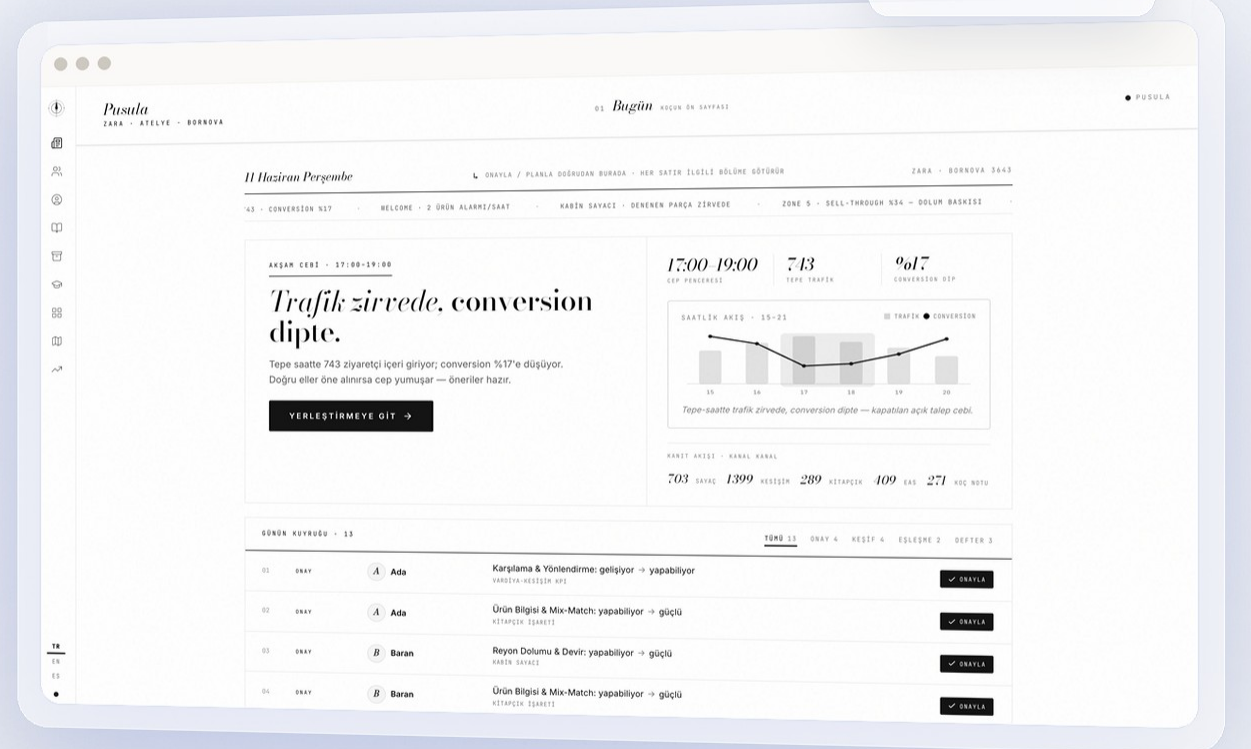 Pusula
ZARA · ATELYE · BORNOVA
01 Bugün KOÇUN ÖN SAYFASI
● PUSULA
11 Haziran Perşembe
↳ ONAYLA / PLANLA DOĞRUDAN BURADA · HER SATIR İLGİLİ BÖLÜME GÖTÜRÜR
ZARA · BORNOVA 3643
743 · CONVERSİON %17 · WELCOME · 2 ÜRÜN ALARMI/SAAT · KABİN SAYACI · DENENEN PARÇA ZİRVEDE · ZONE 5 · SELL-THROUGH %34 — DOLUM BASKISI ·
AKŞAM CEBİ · 17:00–19:00
Trafik zirvede, conversion
dipte.
Tepe saatte 743 ziyaretçi içeri giriyor; conversion %17'e düşüyor.
Doğru eller öne alınırsa cep yumuşar — öneriler hazır.
YERLEŞTİRMEYE GİT →
17:00–19:00
CEP PENCERESİ
743
TEPE TRAFİK
%17
CONVERSİON DİP
SAATLİK AKIŞ · 15–21
TRAFİK ● CONVERSİON
15 16 17 18 19 20
Tepe-saatte trafik zirvede, conversion dipte — kapatılan açık talep cebi.
KANIT AKIŞI · KANAL KANAL
703 SAYAÇ 1399 KESİŞİM 289 KİTAPÇIK 409 EAS 271 KOÇ NOTU
GÜNÜN KUYRUĞU · 13
TÜMÜ 13 ONAY 4 KEŞİF 4 EŞLEŞME 2 DEFTER 3
01 ONAY A Ada Karşılama & Yönlendirme: gelişiyor → yapabiliyor ✓ ONAYLA
VARDİYA-KESİŞİM KPI
02 ONAY A Ada Ürün Bilgisi & Mix-Match: yapabiliyor → güçlü ✓ ONAYLA
KİTAPÇIK İŞARETİ
03 ONAY B Baran Reyon Dolumu & Devir: yapabiliyor → güçlü ✓ ONAYLA
KABİN SAYACI
04 ONAY B Baran Ürün Bilgisi & Mix-Match: yapabiliyor → güçlü ✓ ONAYLA
KİTAPÇIK İŞARETİ
TR
EN
ES